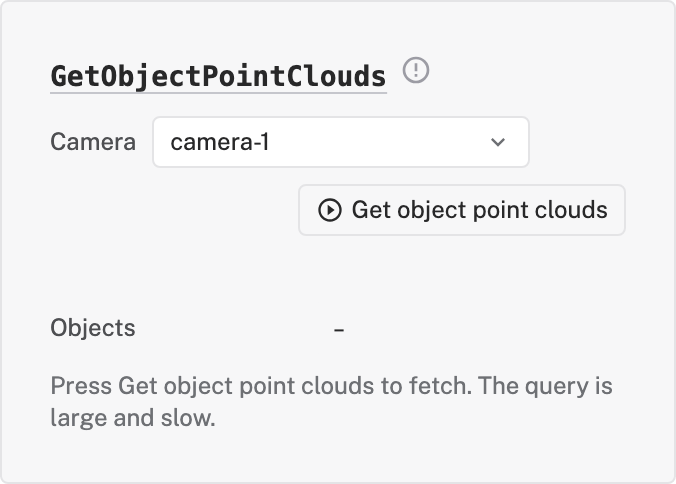 GetObjectPointClouds
Camera camera-1
Get object point clouds
Objects –
Press Get object point clouds to fetch. The query is
large and slow.